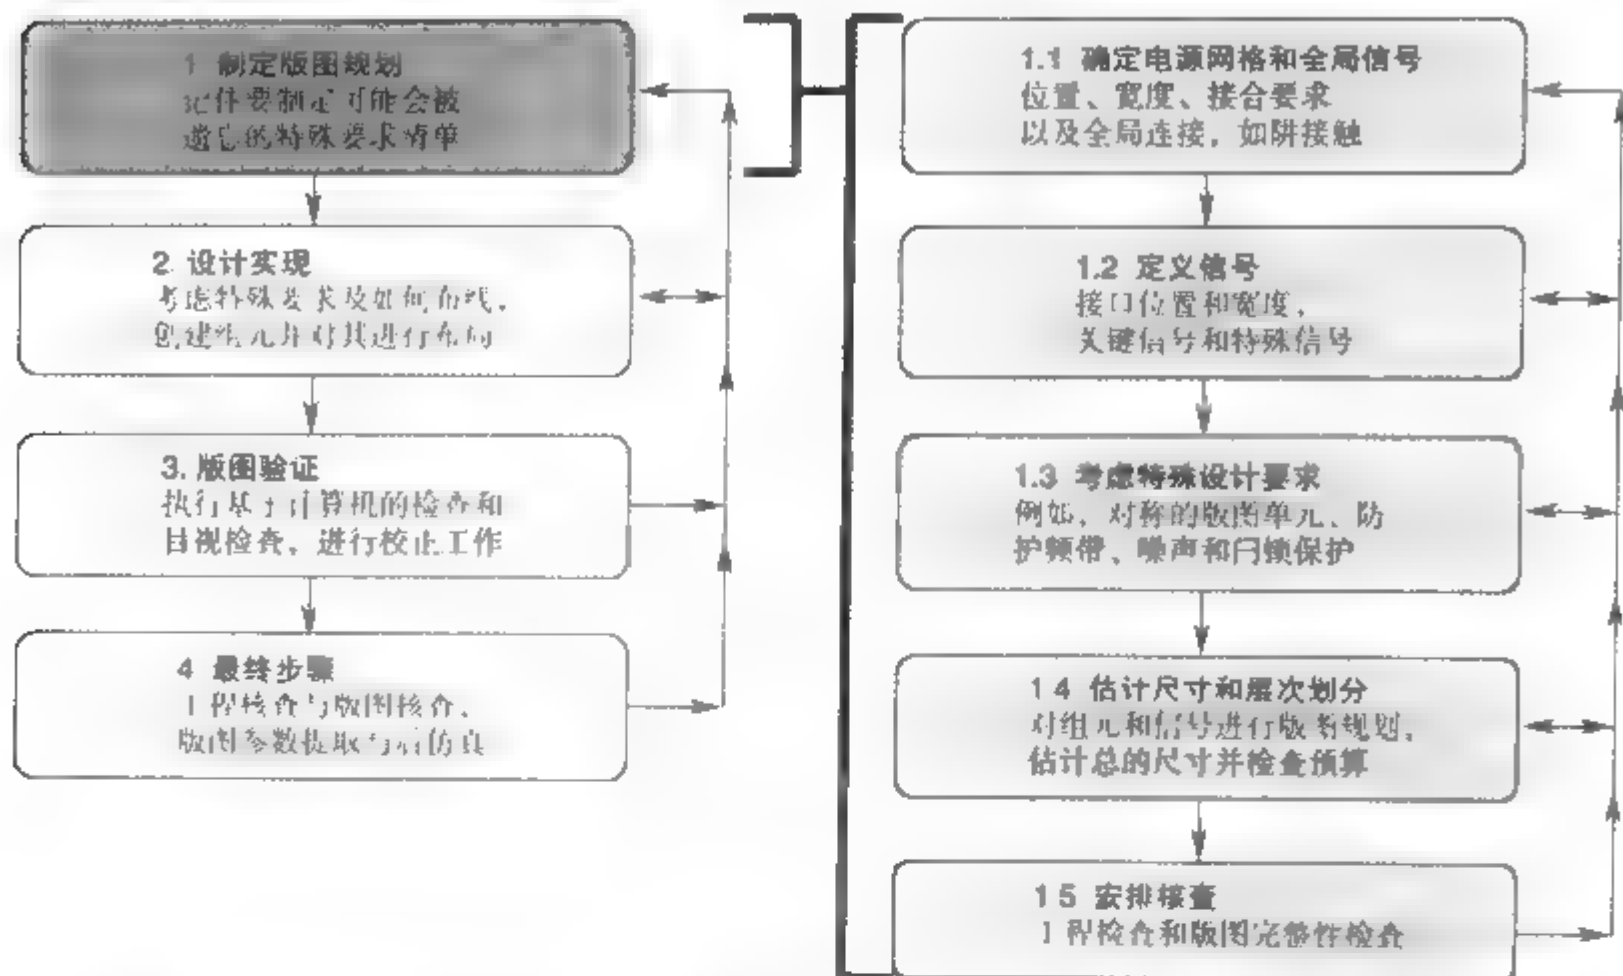 1 制定版图规划
记住要制定可能会被
遗忘的特殊要求清单
2 设计实现
考虑特殊要求及如何布线，
创建组元并对其进行布局
3. 版图验证
执行基于计算机的检查和
目视检查，进行校正工作
4 最终步骤
工程核查与版图核查、
版图参数提取与后仿真
1.1 确定电源网格和全局信号
位置、宽度、接合要求
以及全局连接，如阱接触
1.2 定义信号
接口位置和宽度，
关键信号和特殊信号
1.3 考虑特殊设计要求
例如，对称的版图单元、防
护频带、噪声和闩锁保护
1 4 估计尺寸和层次划分
对组元和信号进行版图规划，
估计总的尺寸并检查预算
1 5 安排核查
工程检查和版图完整性检查